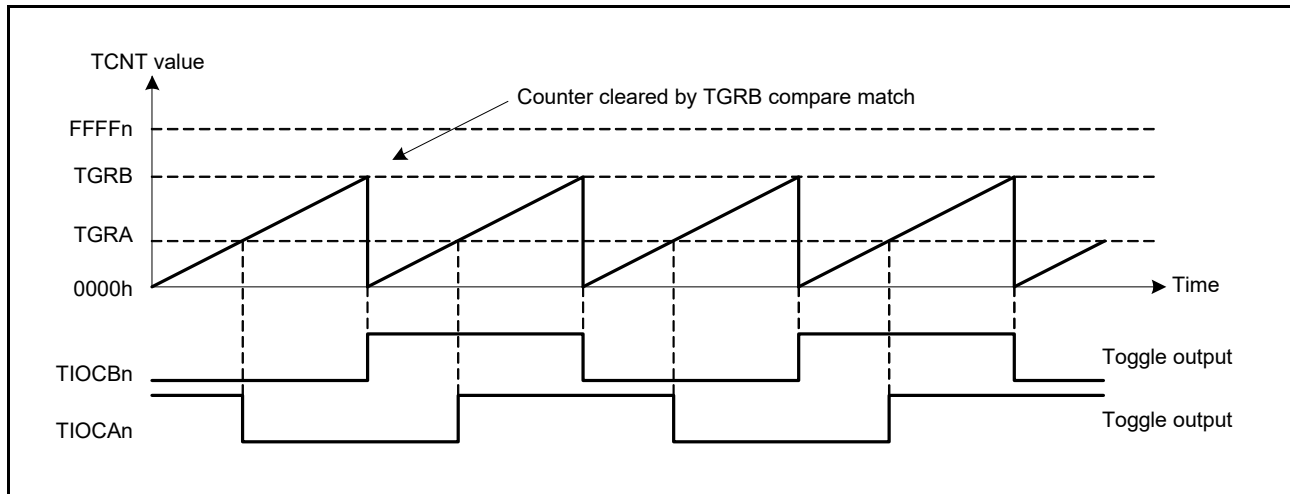 TCNT value
Counter cleared by TGRB compare match
FFFFn
TGRB
TGRA
0000h
Time
TIOCBn
Toggle output
TIOCAn
Toggle output